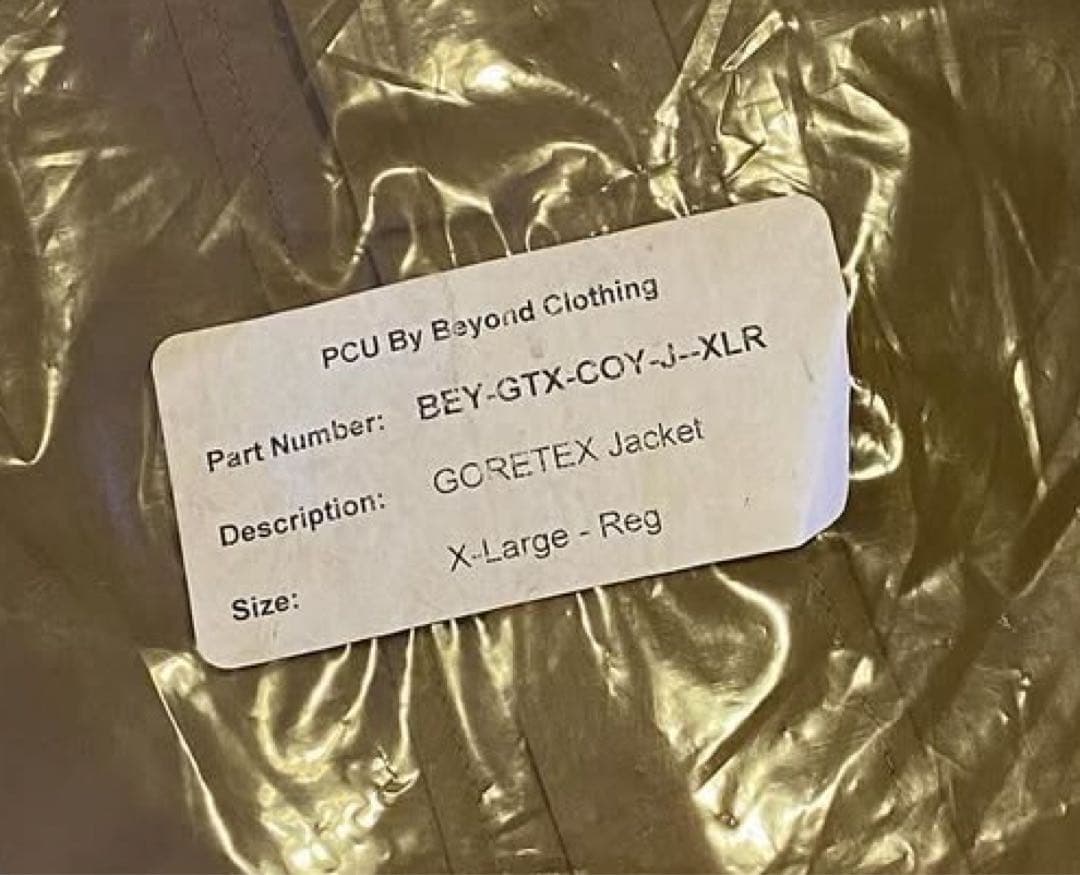 PCU By Beyond Clothing
Part Number: BEY-GTX-COY-J--XLR
Description: GORETEX Jacket
Size: X-Large - Reg